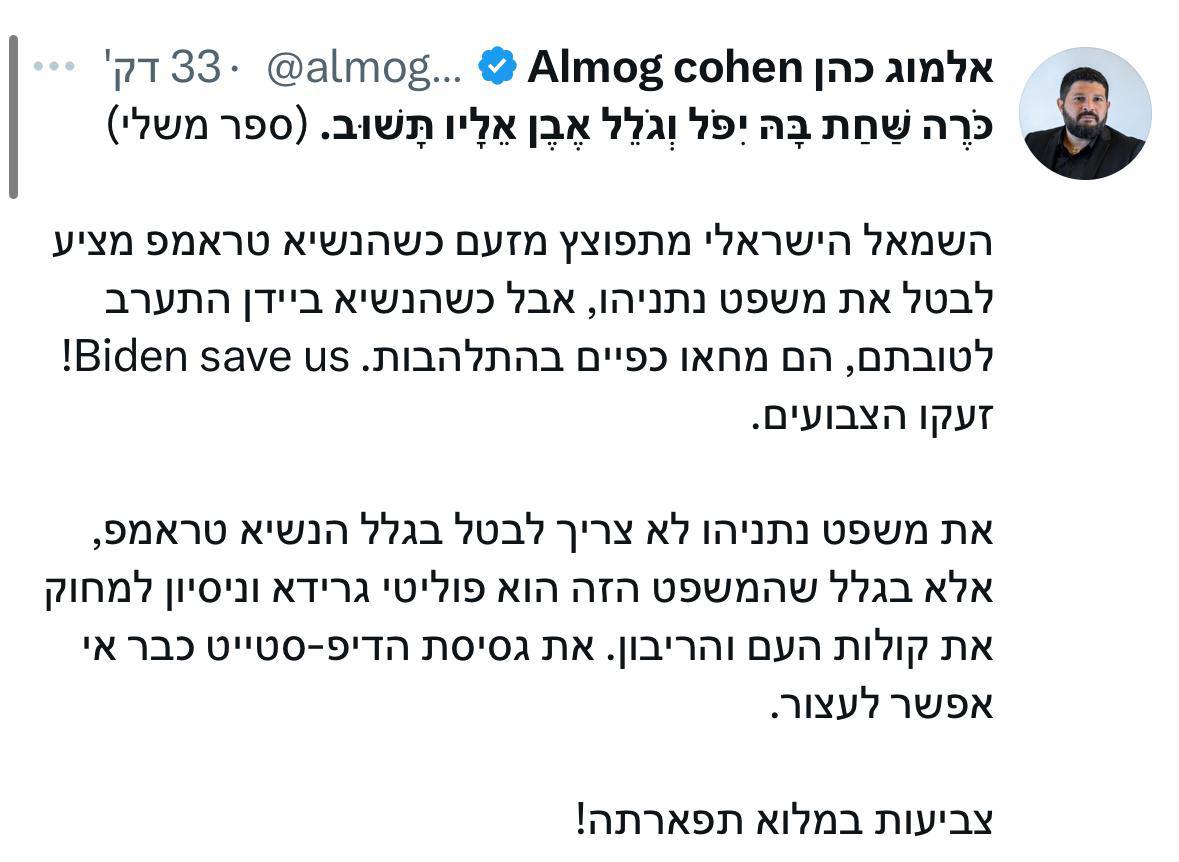 אלמוג כהן Almog cohen @almog... · 33 דק'
כֹּרֶה שַּׁחַת בָּהּ יִפֹּל וְגֹלֵל אֶבֶן אֵלָיו תָּשׁוּב. (ספר משלי)
השמאל הישראלי מתפוצץ מזעם כשהנשיא טראמפ מציע
לבטל את משפט נתניהו, אבל כשהנשיא ביידן התערב
לטובתם, הם מחאו כפיים בהתלהבות. Biden save us!
זעקו הצבועים.
את משפט נתניהו לא צריך לבטל בגלל הנשיא טראמפ,
אלא בגלל שהמשפט הזה הוא פוליטי גרידא וניסיון למחוק
את קולות העם והריבון. את גסיסת הדיפ-סטייט כבר אי
אפשר לעצור.
צביעות במלוא תפארתה!